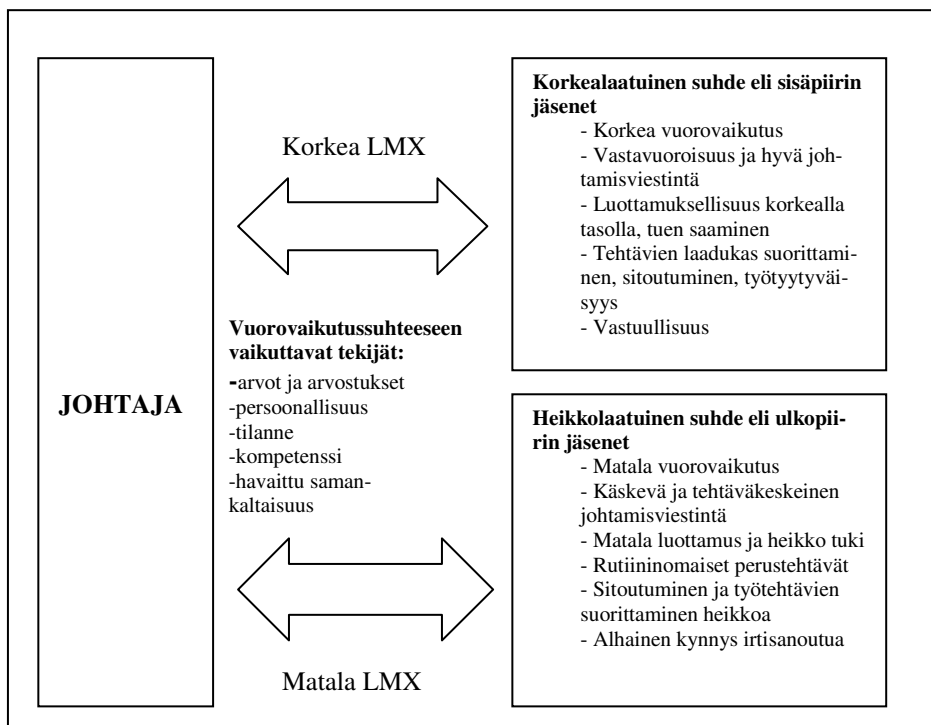 JOHTAJA
Korkea LMX
Vuorovaikutussuhteeseen
vaikuttavat tekijät:
-arvot ja arvostukset
-persoonallisuus
-tilanne
-kompetenssi
-havaittu saman-
kaltaisuus
Matala LMX
Korkealaatuinen suhde eli sisäpiirin
jäsenet
- Korkea vuorovaikutus
- Vastavuoroisuus ja hyvä joh-
tamisviestintä
- Luottamuksellisuus korkealla
tasolla, tuen saaminen
- Tehtävien laadukas suorittami-
nen, sitoutuminen, työtyytyväi-
syys
- Vastuullisuus
Heikkolaatuinen suhde eli ulkopii-
rin jäsenet
- Matala vuorovaikutus
- Käskevä ja tehtäväkeskeinen
johtamisviestintä
- Matala luottamus ja heikko tuki
- Rutiininomaiset perustehtävät
- Sitoutuminen ja työtehtävien
suorittaminen heikkoa
- Alhainen kynnys irtisanoutua